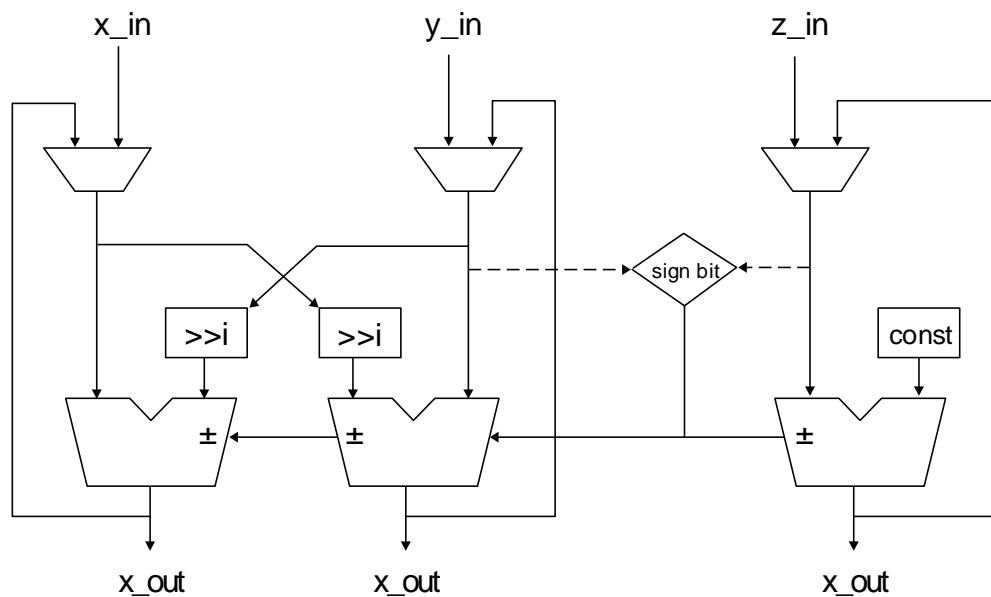 x_in
y_in
z_in
sign bit
>>i
>>i
const
±
±
±
x_out
x_out
x_out